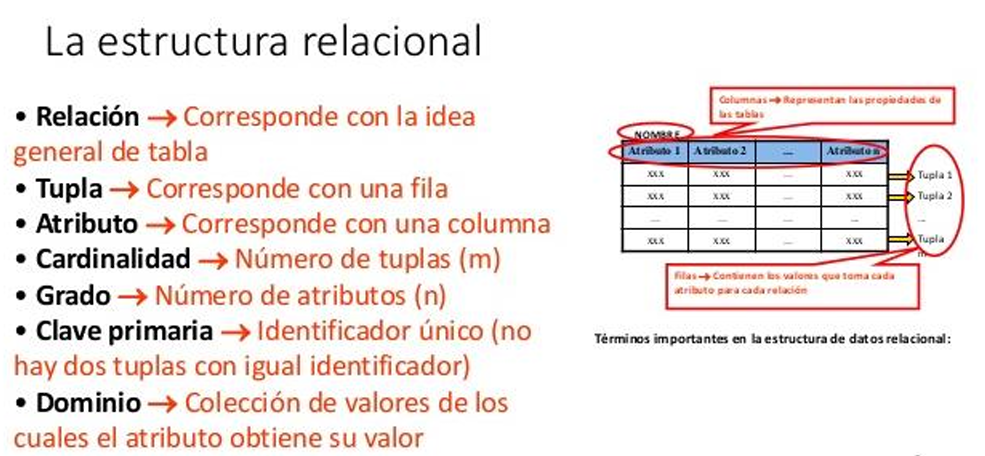 La estructura relacional
• Relación → Corresponde con la idea
general de tabla
• Tupla → Corresponde con una fila
• Atributo → Corresponde con una columna
• Cardinalidad → Número de tuplas (m)
• Grado → Número de atributos (n)
• Clave primaria → Identificador único (no
hay dos tuplas con igual identificador)
• Dominio → Colección de valores de los
cuales el atributo obtiene su valor
Columnas → Representan las propiedades de
las tablas
NOMBRE
Atributo 1 Atributo 2 ... Atributo n
XXX XXX ... XXX Tupla 1
XXX XXX ... XXX Tupla 2
... ... ... ... ...
XXX XXX ... XXX Tupla
m
Filas → Contienen los valores que toma cada
atributo para cada relación
Términos importantes en la estructura de datos relacional: